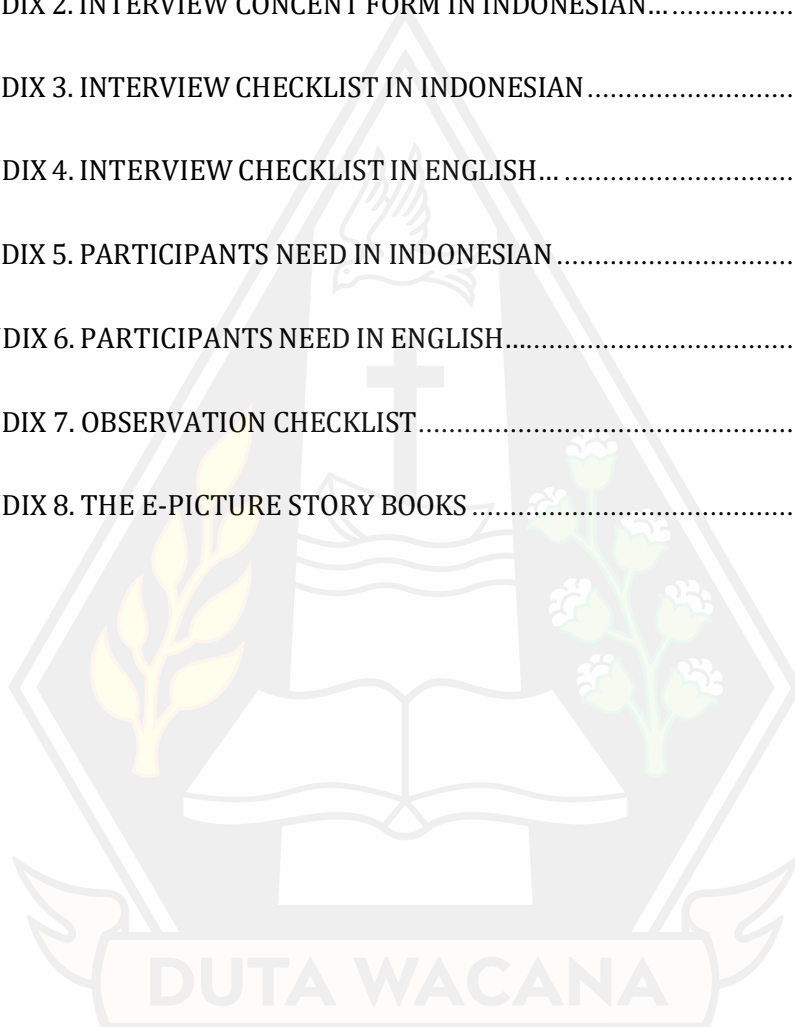 DIX 2. INTERVIEW CONCENT FORM IN INDONESIAN.....................
DIX 3. INTERVIEW CHECKLIST IN INDONESIAN............................
DIX 4. INTERVIEW CHECKLIST IN ENGLISH... ..............................
DIX 5. PARTICIPANTS NEED IN INDONESIAN................................
DIX 6. PARTICIPANTS NEED IN ENGLISH.....................................
DIX 7. OBSERVATION CHECKLIST..................................................
DIX 8. THE E-PICTURE STORY BOOKS...........................................
DUTA WACANA